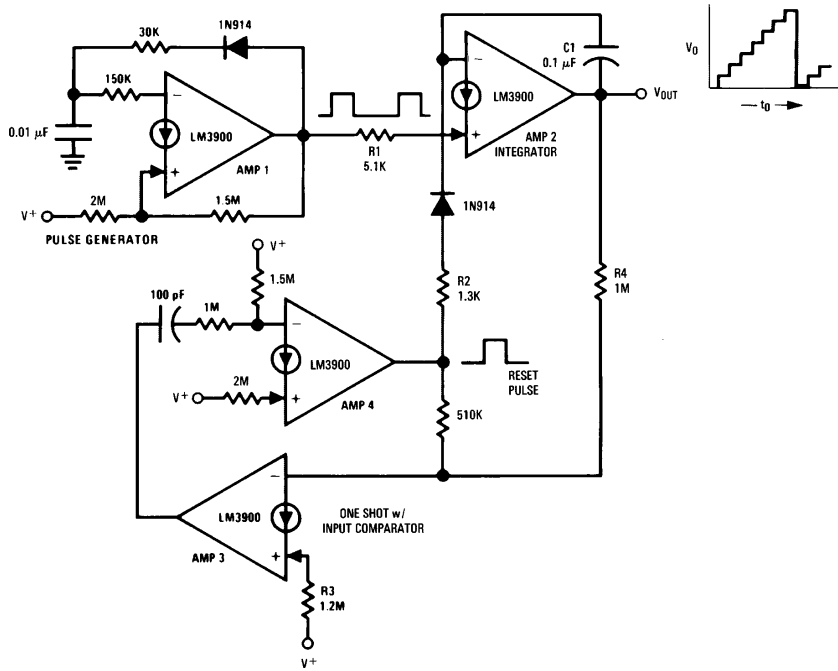 30K
1N914
150K
0.01 µF
−
LM3900
+
AMP 1
2M
V+
1.5M
PULSE GENERATOR
R1
5.1K
C1
0.1 µF
−
LM3900
+
AMP 2
INTEGRATOR
VOUT
VO
tO
1N914
R2
1.3K
R4
1M
V+
1.5M
100 pF
1M
−
LM3900
2M
V+
+
AMP 4
RESET
PULSE
510K
−
LM3900
ONE SHOT w/
INPUT COMPARATOR
+
AMP 3
R3
1.2M
V+